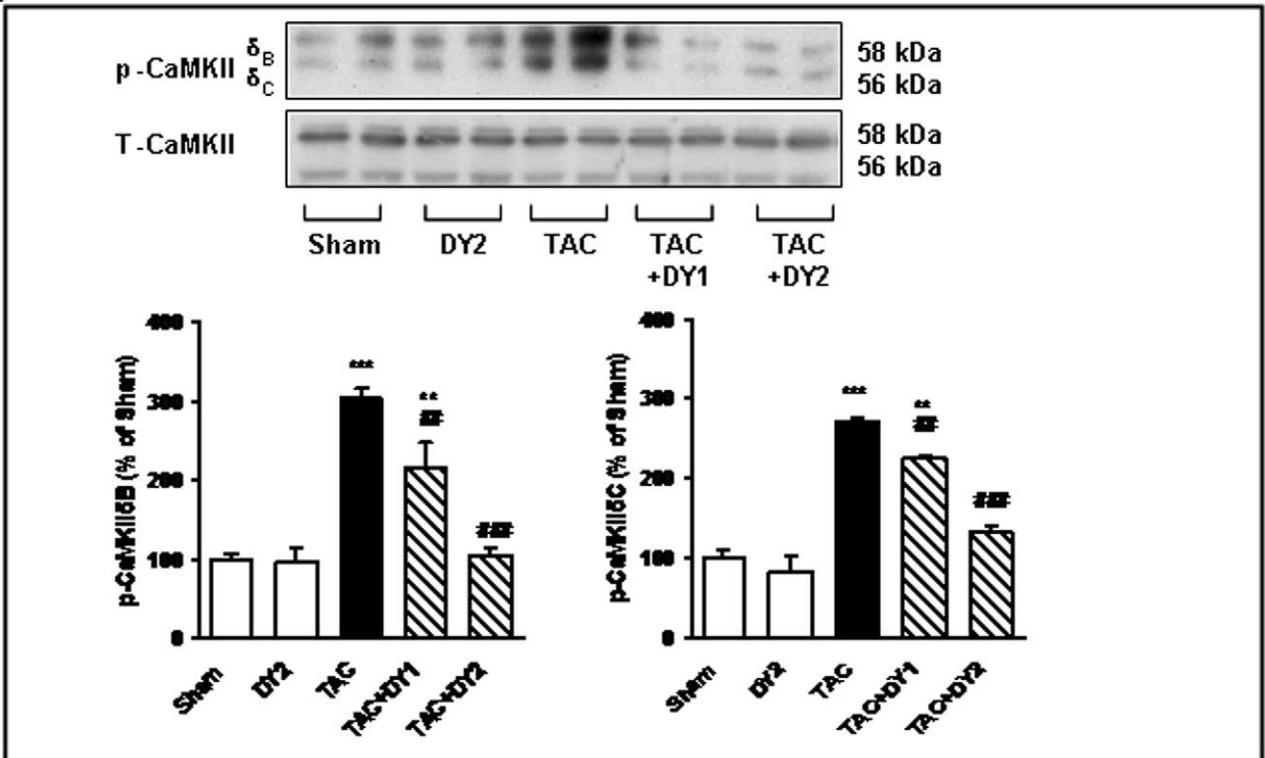 p-CaMKII
δB
δC
58 kDa
56 kDa
T-CaMKII
58 kDa
56 kDa
Sham DY2 TAC TAC +DY1 TAC +DY2
p-CaMKIIδB (% of Sham)
400
300
200
100
0
***
**
##
###
Sham DY2 TAC TAC+DY1 TAC+DY2
p-CaMKIIδC (% of Sham)
400
300
200
100
0
***
**
##
###
Sham DY2 TAC TAC+DY1 TAC+DY2